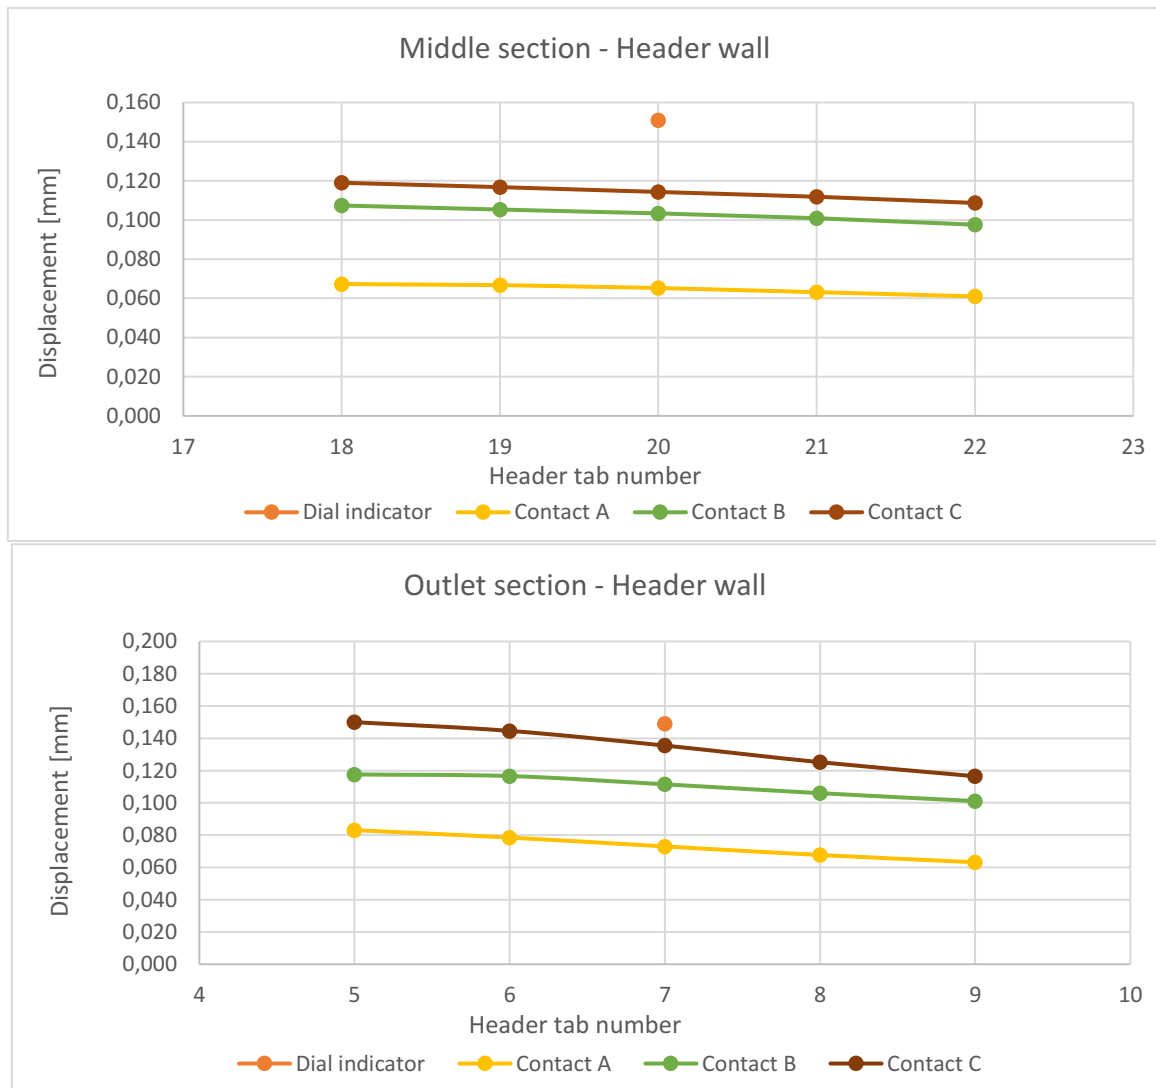 Middle section - Header wall
Displacement [mm]
0,160
0,140
0,120
0,100
0,080
0,060
0,040
0,020
0,000
17 18 19 20 21 22 23
Header tab number
Dial indicator Contact A Contact B Contact C
Outlet section - Header wall
Displacement [mm]
0,200
0,180
0,160
0,140
0,120
0,100
0,080
0,060
0,040
0,020
0,000
4 5 6 7 8 9 10
Header tab number
Dial indicator Contact A Contact B Contact C